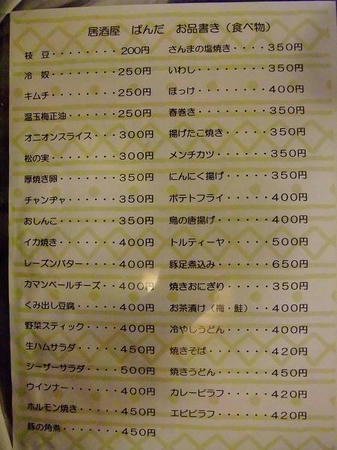 居酒屋 ぱんだ お品書き(食べ物)
枝 豆・・・・・・・・200円
冷 奴・・・・・・・・250円
キムチ・・・・・・・・250円
温玉梅正油・・・・・・250円
オニオンスライス・・・300円
松の実・・・・・・・・300円
厚焼き卵・・・・・・・350円
チャンヂャ・・・・・・350円
おしんこ・・・・・・・350円
イカ焼き・・・・・・・400円
レーズンバター・・・・400円
カマンベールチーズ・・400円
くみ出し豆腐・・・・・400円
野菜スティック・・・・400円
生ハムサラダ・・・・・450円
シーザーサラダ・・・・500円
ウインナー・・・・・・400円
ホルモン焼き・・・・・450円
豚の角煮・・・・・・・450円
さんまの塩焼き・・・・350円
いわし・・・・・・・・350円
ほっけ・・・・・・・・400円
春巻き・・・・・・・・350円
揚げたこ焼き・・・・・350円
メンチカツ・・・・・・350円
にんにく揚げ・・・・・350円
ポテトフライ・・・・・400円
鳥の唐揚げ・・・・・・400円
トルティーヤ・・・・・500円
豚足煮込み・・・・・・650円
焼きおにぎり・・・・・350円
お茶漬け(梅・鮭)・・400円
冷やしうどん・・・・・400円
焼きそば・・・・・・・420円
焼きうどん・・・・・・450円
カレーピラフ・・・・・420円
エビピラフ・・・・・・420円